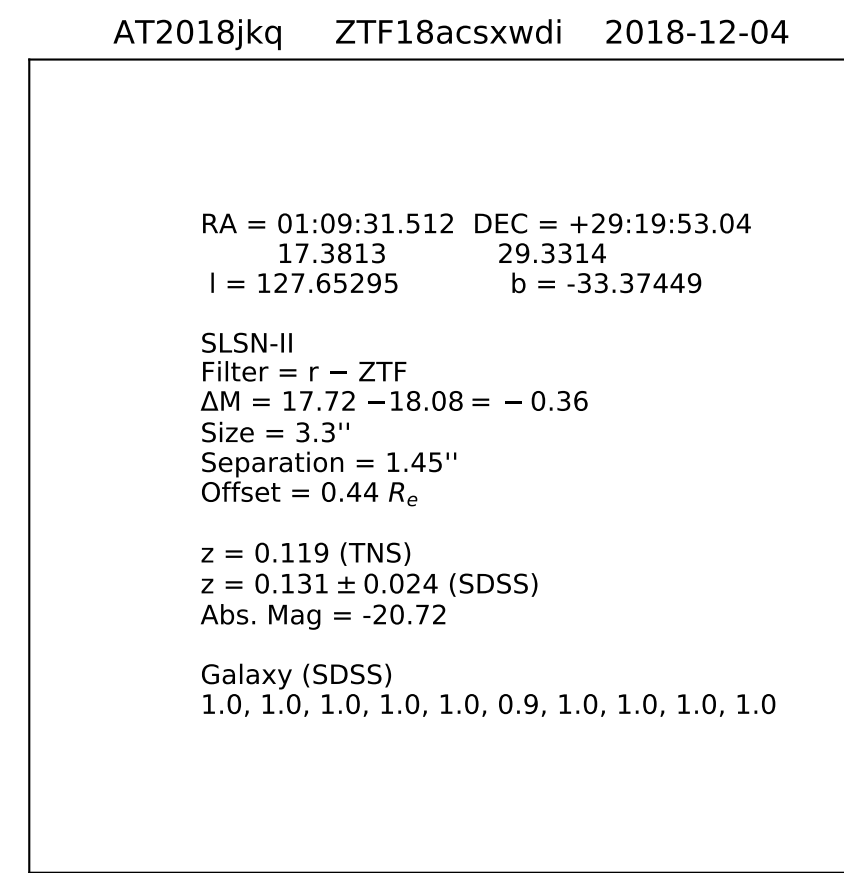 AT2018jkq ZTF18acsxwdi 2018-12-04
RA = 01:09:31.512 DEC = +29:19:53.04
17.3813 29.3314
l = 127.65295 b = -33.37449
SLSN-II
Filter = r − ZTF
ΔM = 17.72 −18.08 = − 0.36
Size = 3.3''
Separation = 1.45''
Offset = 0.44 Rₑ
z = 0.119 (TNS)
z = 0.131 ± 0.024 (SDSS)
Abs. Mag = -20.72
Galaxy (SDSS)
1.0, 1.0, 1.0, 1.0, 1.0, 0.9, 1.0, 1.0, 1.0, 1.0